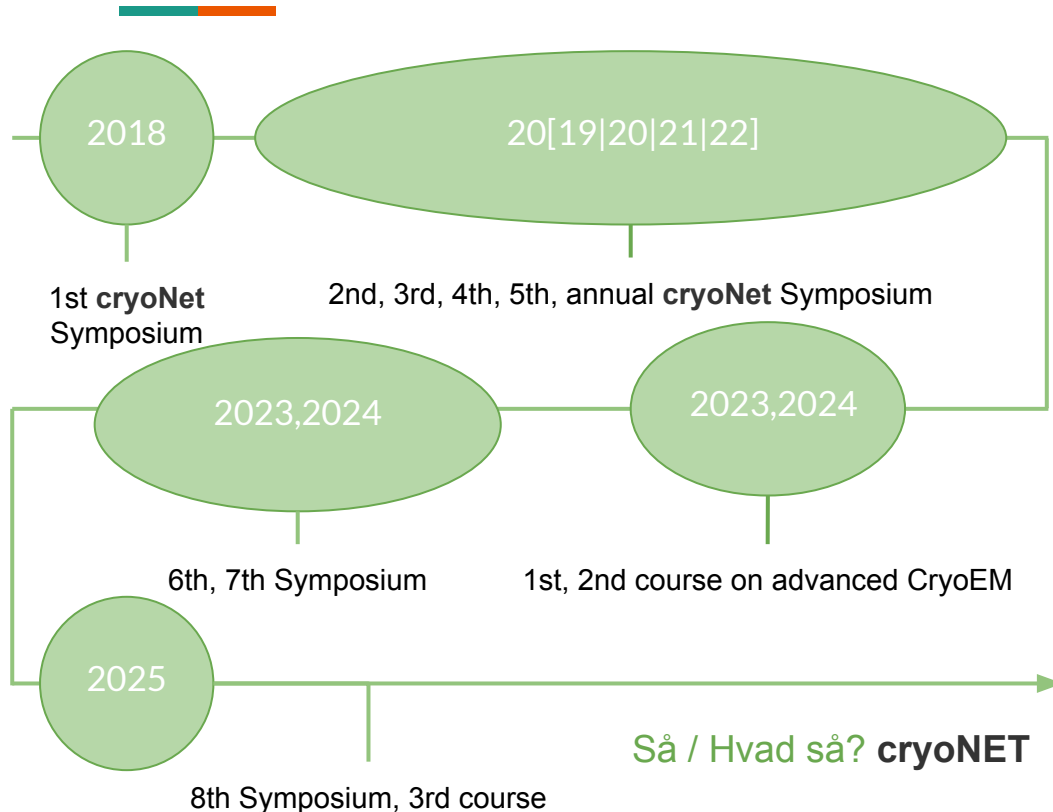 2018
20[19|20|21|22]
1st cryoNet
Symposium
2nd, 3rd, 4th, 5th, annual cryoNet Symposium
2023,2024
2023,2024
6th, 7th Symposium
1st, 2nd course on advanced CryoEM
2025
Så / Hvad så? cryoNET
8th Symposium, 3rd course